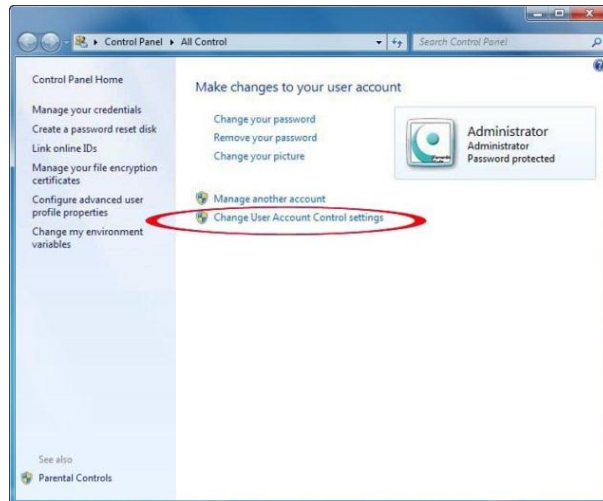 Control Panel All Control
Search Control Panel
Control Panel Home
Manage your credentials
Create a password reset disk
Link online IDs
Manage your file encryption
certificates
Configure advanced user
profile properties
Change my environment
variables
See also
Parental Controls
Make changes to your user account
Change your password
Remove your password
Change your picture
Manage another account
Change User Account Control settings
Administrator
Administrator
Password protected